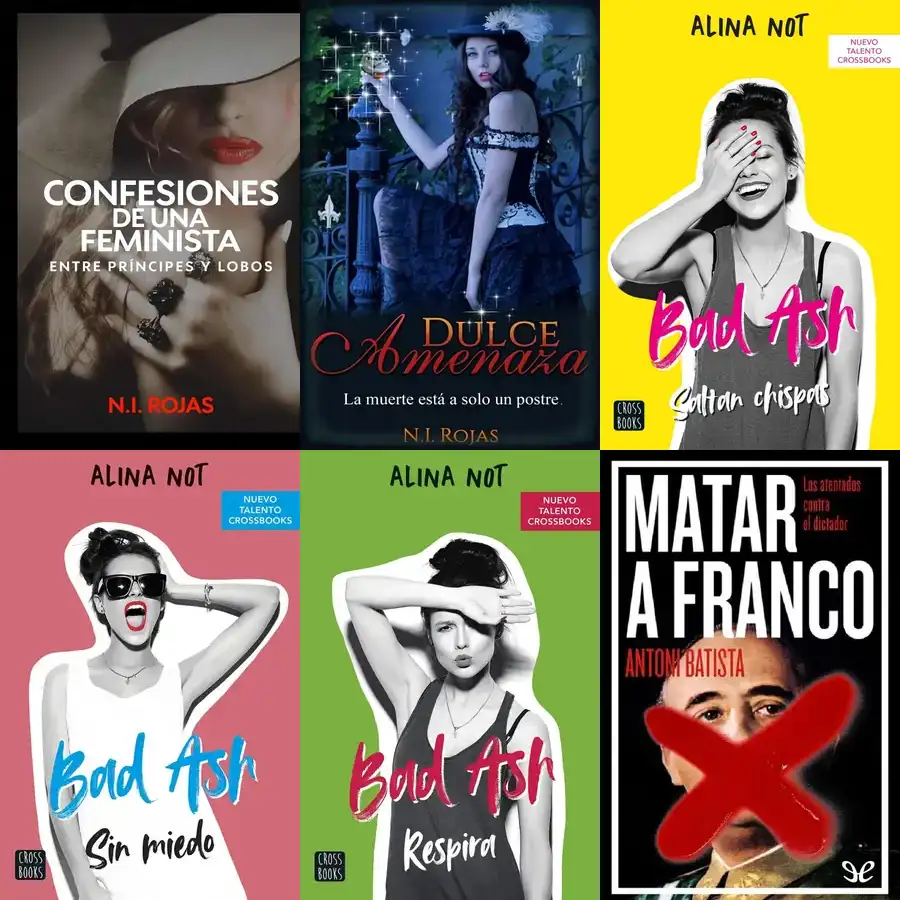 CONFESIONES
DE UNA
FEMINISTA
ENTRE PRÍNCIPES Y LOBOS
N.I. ROJAS
DULCE
Amenaza
La muerte está a solo un postre.
N.I. ROJAS
ALINA NOT
NUEVO
TALENTO
CROSSBOOKS
Bad Ash
Saltan chispas
CROSS
BOOKS
ALINA NOT
NUEVO
TALENTO
CROSSBOOKS
Bad Ash
Sin miedo
CROSS
BOOKS
ALINA NOT
NUEVO
TALENTO
CROSSBOOKS
Bad Ash
Respira
CROSS
BOOKS
MATAR
A FRANCO
Los atentados
contra
el dictador
ANTONI BATISTA